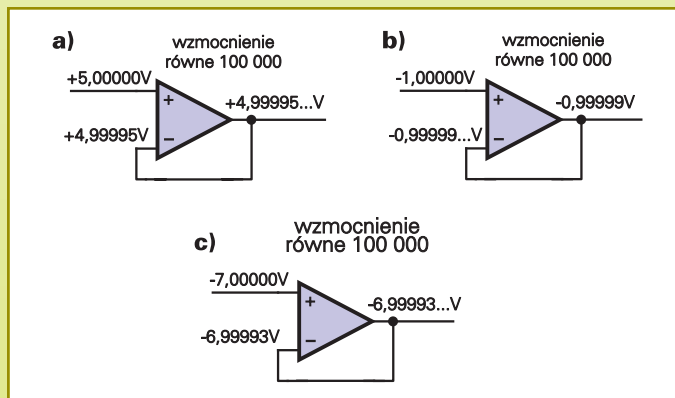 a)
wzmocnienie
równe 100 000
+5,00000V
+
+4,99995...V
+4,99995V
–
b)
wzmocnienie
równe 100 000
-1,00000V
+
-0,99999V
-0,99999...V
–
c)
wzmocnienie
równe 100 000
-7,00000V
+
-6,99993...V
-6,99993V
–